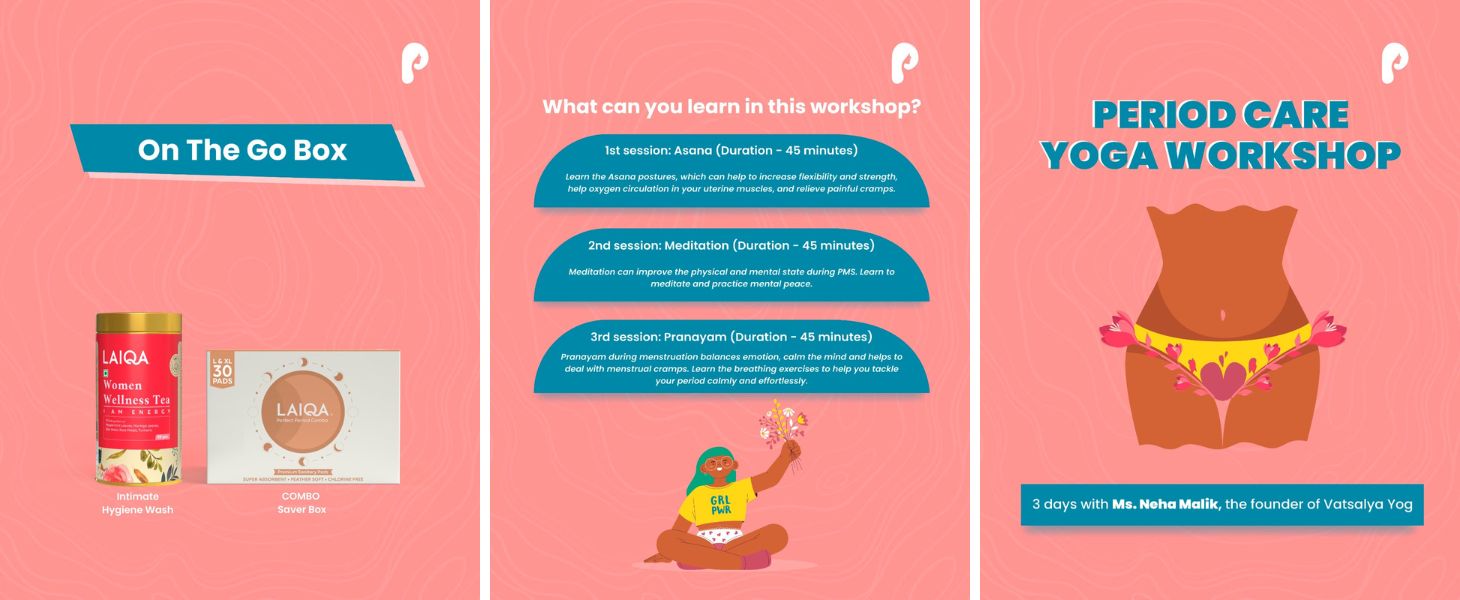 On The Go Box
LAIQA
Women
Wellness Tea
I AM ENERGY
L & XL
30
PADS
LAIQA
Perfect Period Combo
Premium Sanitary Pads
SUPER ABSORBENT • FEATHER SOFT • CHLORINE FREE
Intimate
Hygiene Wash
COMBO
Saver Box
What can you learn in this workshop?
1st session: Asana (Duration - 45 minutes)
Learn the Asana postures, which can help to increase flexibility and strength,
help oxygen circulation in your uterine muscles, and relieve painful cramps.
2nd session: Meditation (Duration - 45 minutes)
Meditation can improve the physical and mental state during PMS. Learn to
meditate and practice mental peace.
3rd session: Pranayam (Duration - 45 minutes)
Pranayam during menstruation balances emotion, calm the mind and helps to
deal with menstrual cramps. Learn the breathing exercises to help you tackle
your period calmly and effortlessly.
GRL
PWR
PERIOD CARE
YOGA WORKSHOP
3 days with Ms. Neha Malik, the founder of Vatsalya Yog